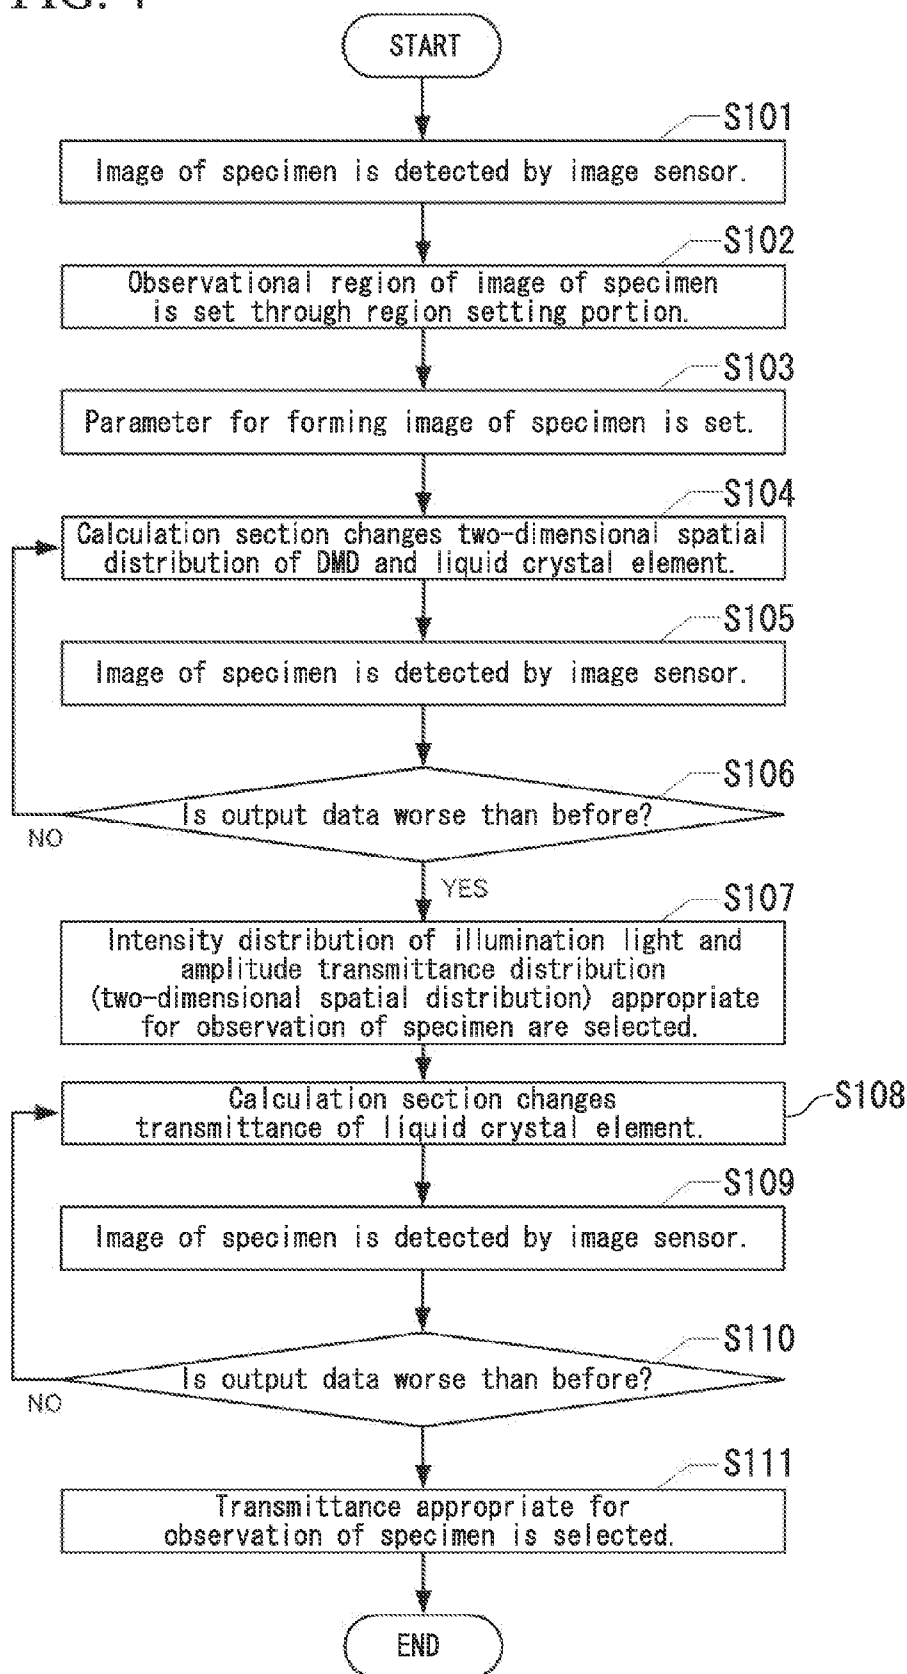 START
S101
Image of specimen is detected by image sensor.
S102
Observational region of image of specimen
is set through region setting portion.
S103
Parameter for forming image of specimen is set.
S104
Calculation section changes two-dimensional spatial
distribution of DMD and liquid crystal element.
S105
Image of specimen is detected by image sensor.
S106
Is output data worse than before?
NO
YES
S107
Intensity distribution of illumination light and
amplitude transmittance distribution
(two-dimensional spatial distribution) appropriate
for observation of specimen are selected.
S108
Calculation section changes
transmittance of liquid crystal element.
S109
Image of specimen is detected by image sensor.
S110
Is output data worse than before?
NO
S111
Transmittance appropriate for
observation of specimen is selected.
END